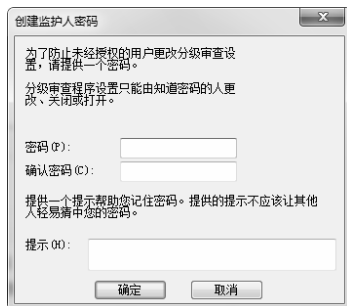 创建监护人密码
为了防止未经授权的用户更改分级审查设
置，请提供一个密码。
分级审查程序设置只能由知道密码的人更
改、关闭或打开。
密码(P):
确认密码(C):
提供一个提示帮助您记住密码。提供的提示不应该让其他
人轻易猜中您的密码。
提示(H):
确定 取消